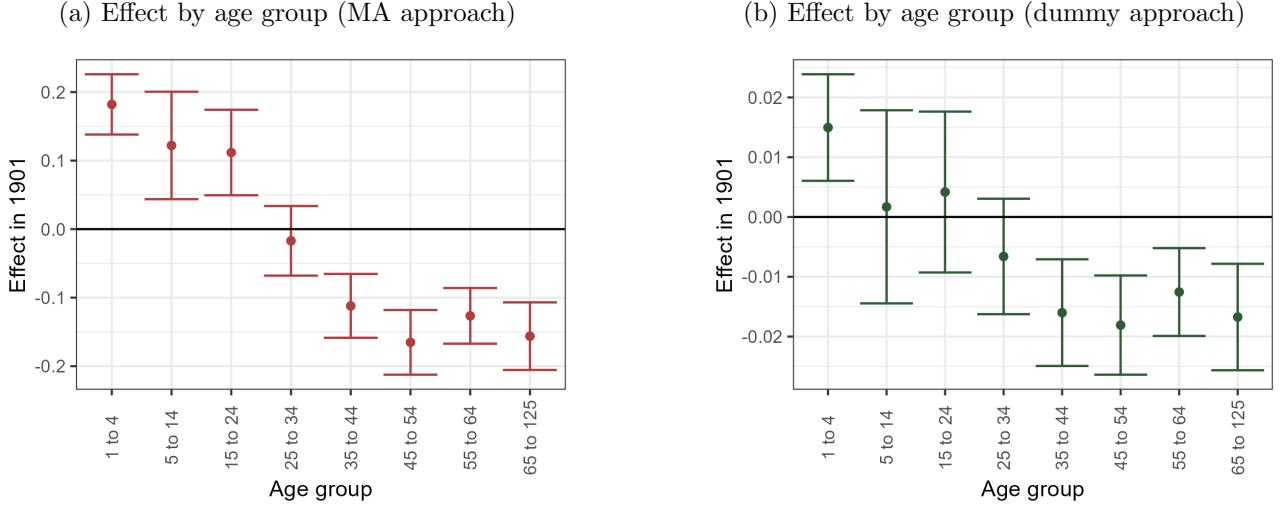 (a) Effect by age group (MA approach)
Effect in 1901
0.2
0.1
0.0
-0.1
-0.2
1 to 4
5 to 14
15 to 24
25 to 34
35 to 44
45 to 54
55 to 64
65 to 125
Age group
(b) Effect by age group (dummy approach)
Effect in 1901
0.02
0.01
0.00
-0.01
-0.02
1 to 4
5 to 14
15 to 24
25 to 34
35 to 44
45 to 54
55 to 64
65 to 125
Age group